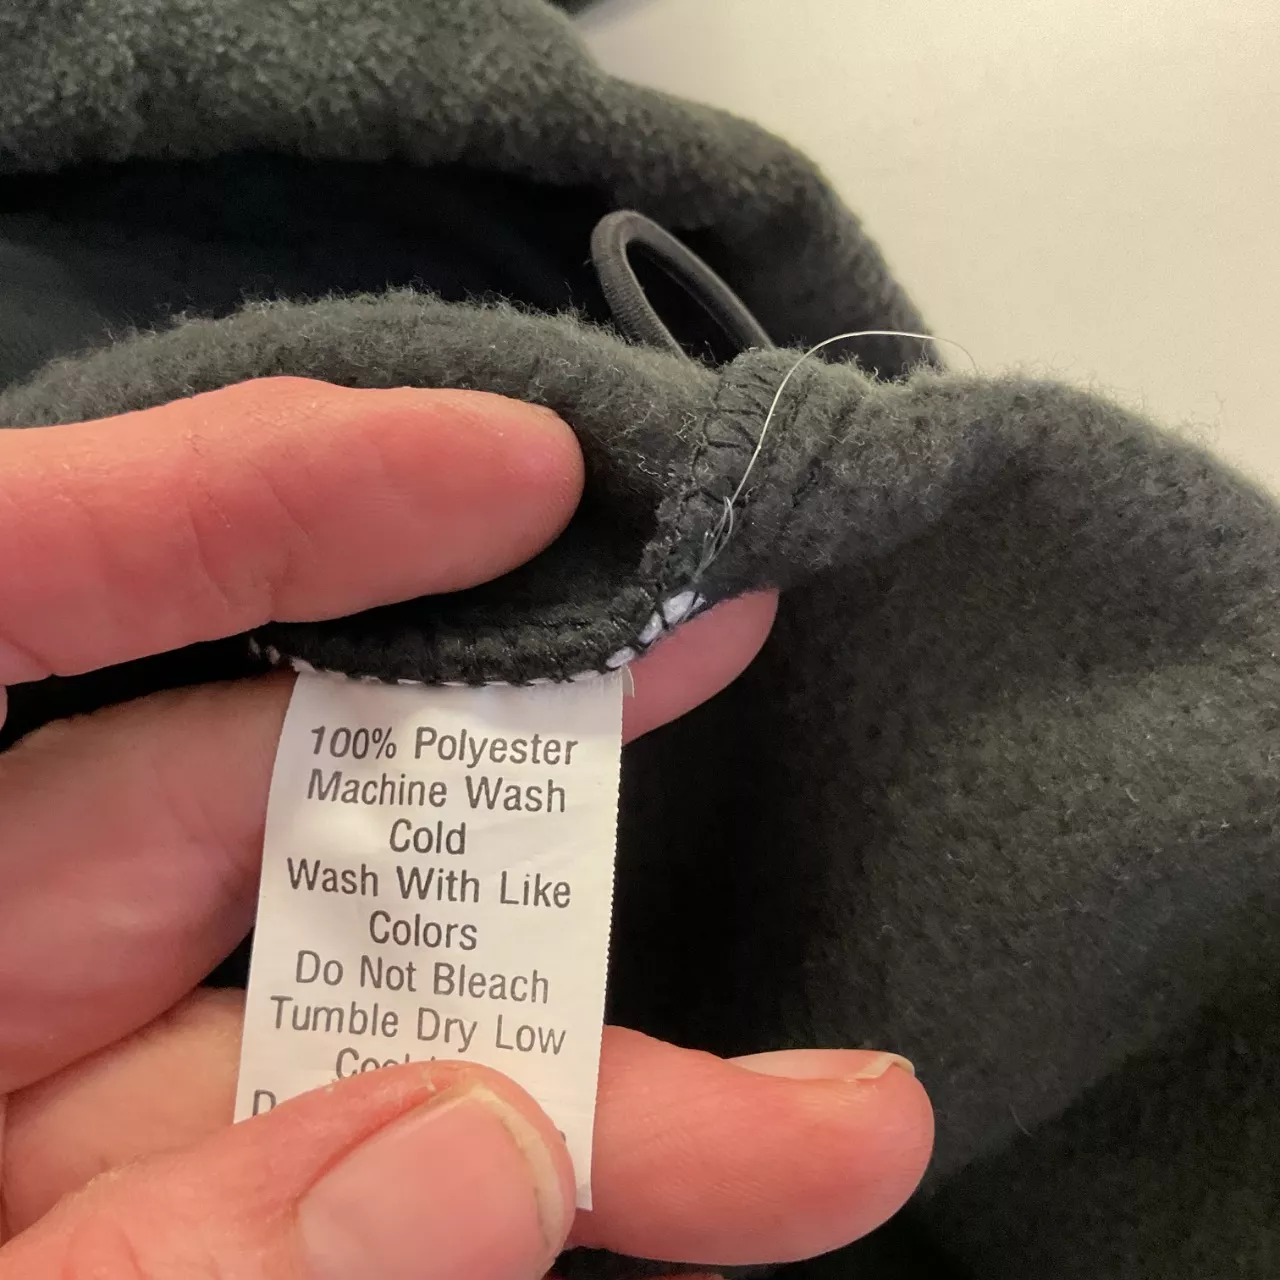 100% Polyester
Machine Wash
Cold
Wash With Like
Colors
Do Not Bleach
Tumble Dry Low